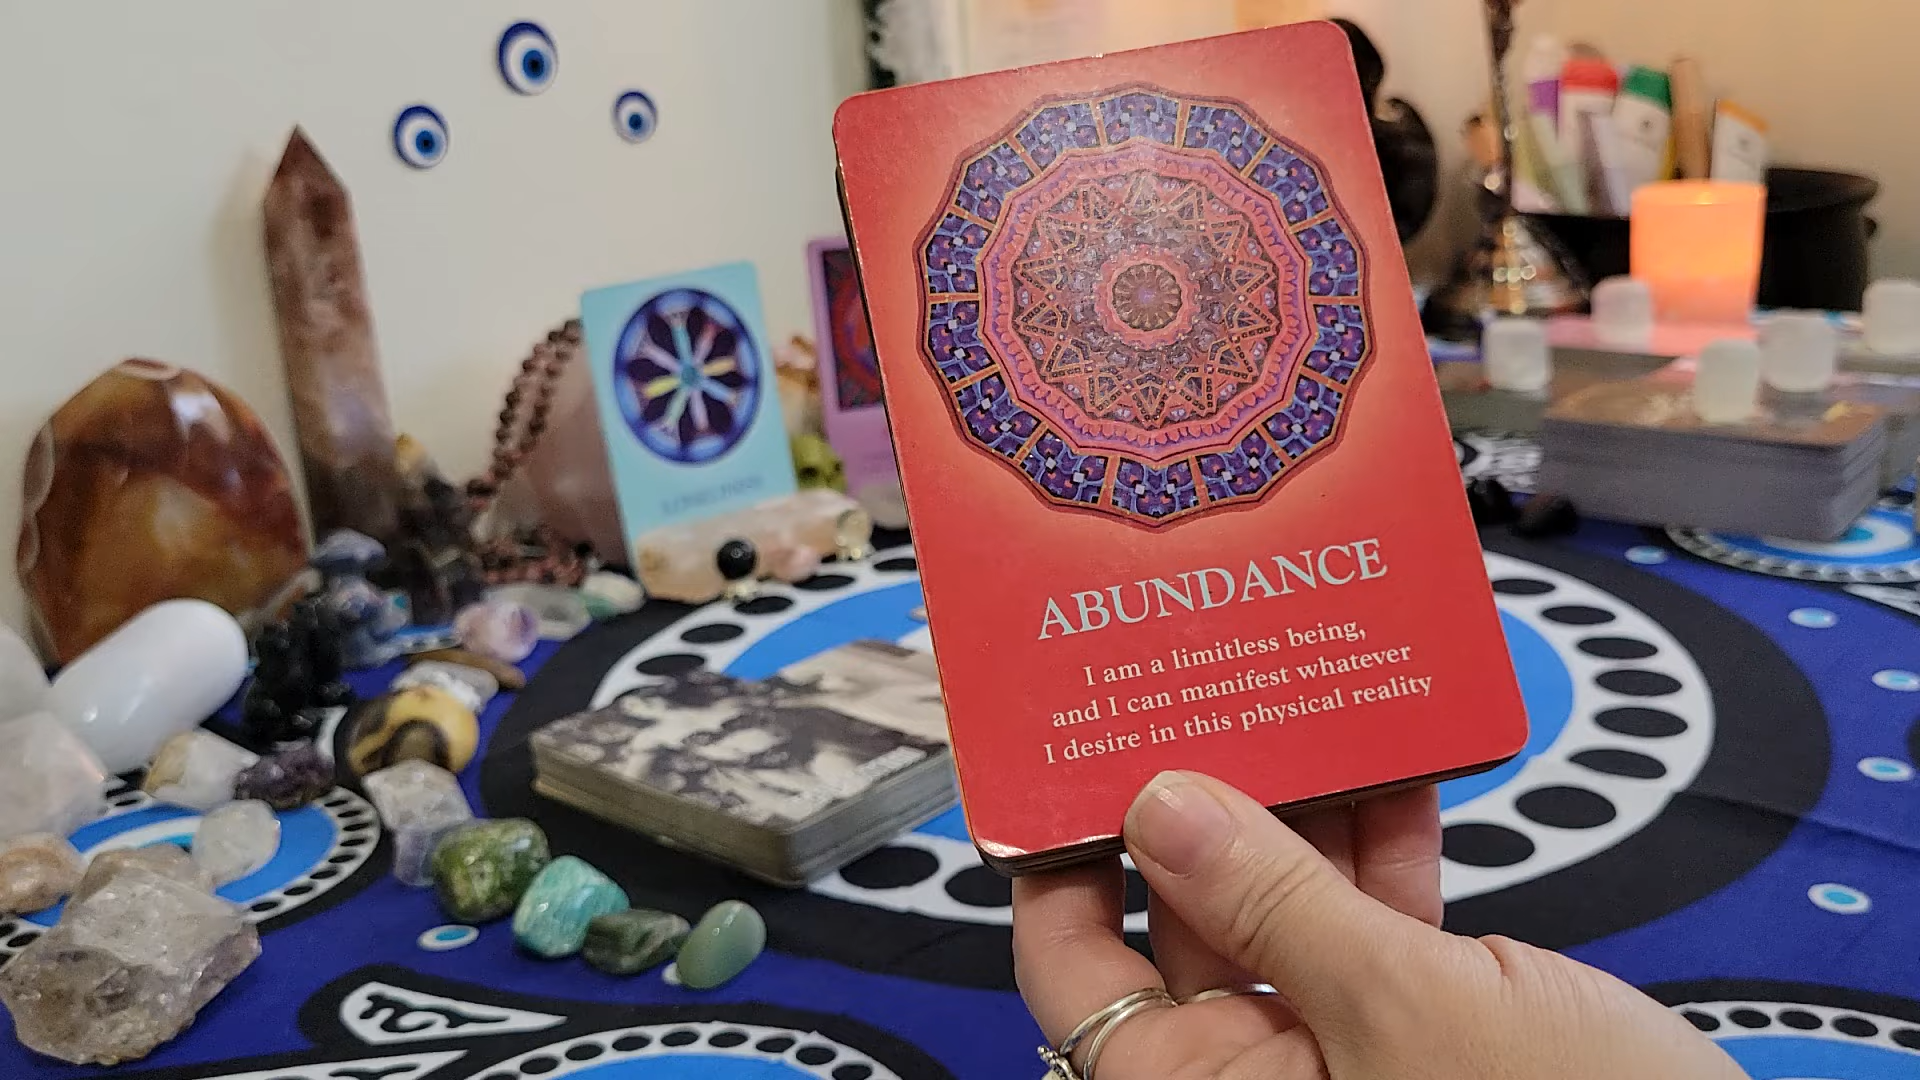 ABUNDANCE
I am a limitless being,
and I can manifest whatever
I desire in this physical reality